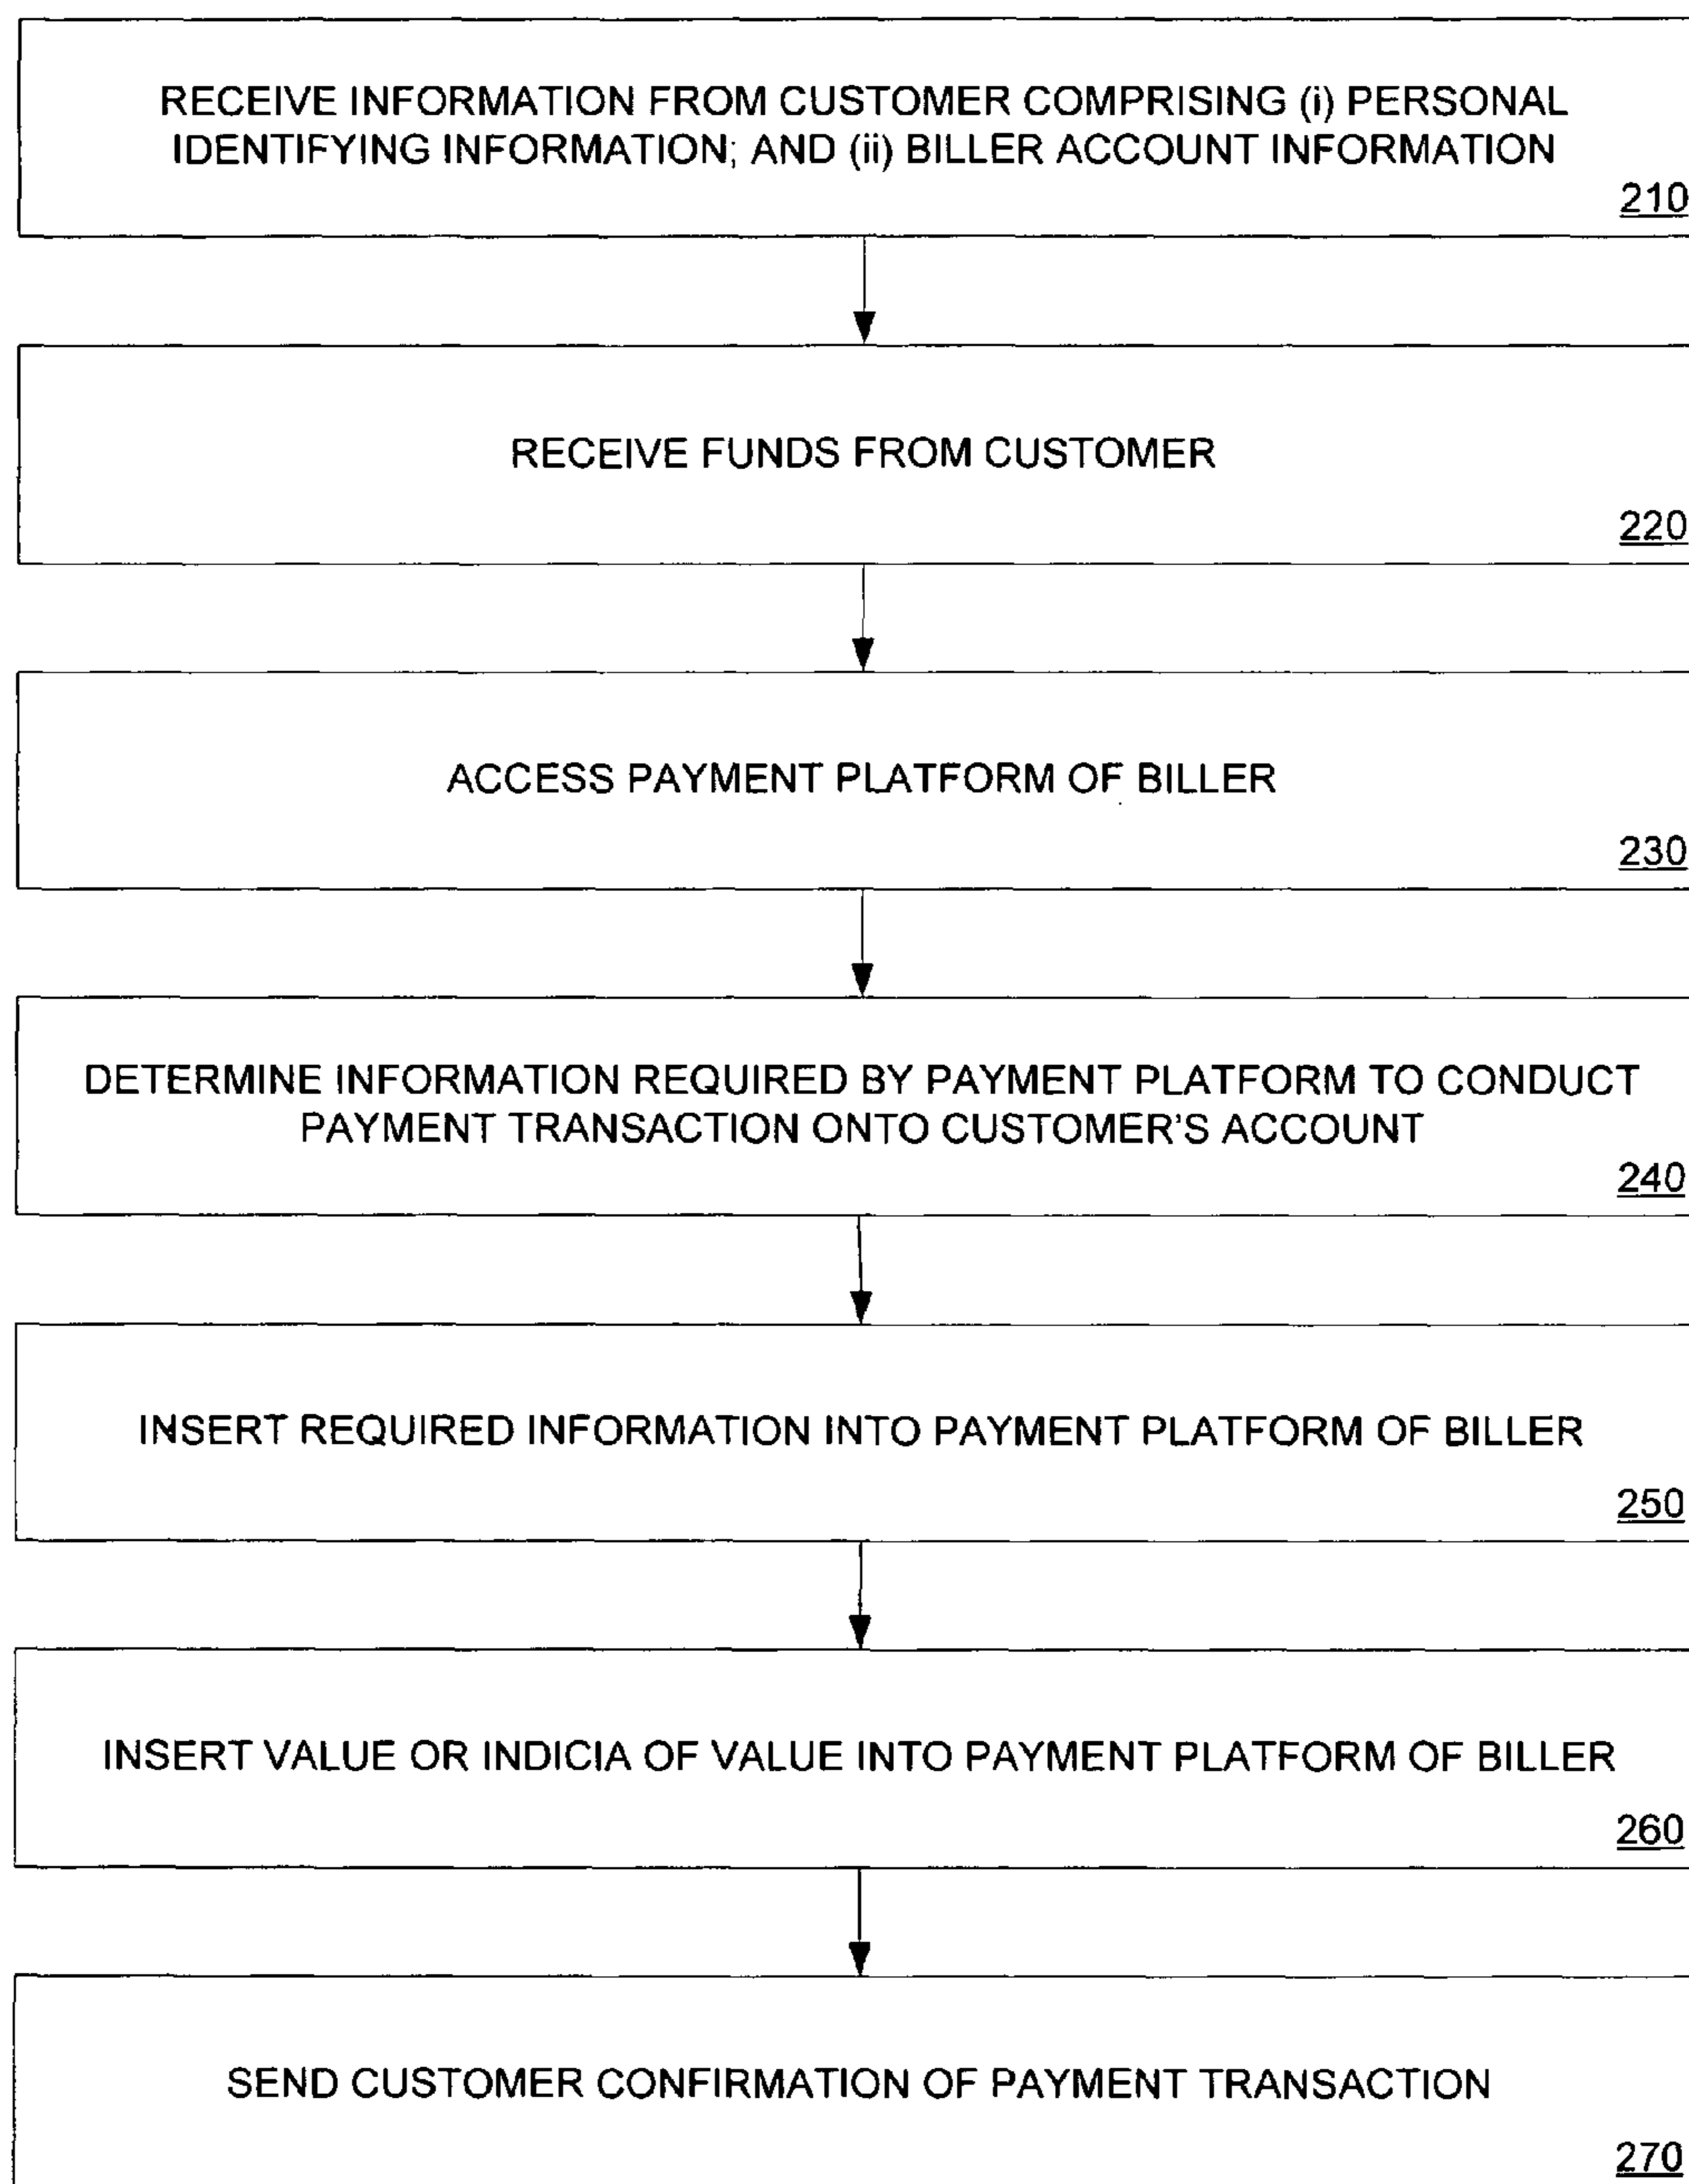 RECEIVE INFORMATION FROM CUSTOMER COMPRISING (i) PERSONAL
IDENTIFYING INFORMATION; AND (ii) BILLER ACCOUNT INFORMATION
210
RECEIVE FUNDS FROM CUSTOMER
220
ACCESS PAYMENT PLATFORM OF BILLER
230
DETERMINE INFORMATION REQUIRED BY PAYMENT PLATFORM TO CONDUCT
PAYMENT TRANSACTION ONTO CUSTOMER'S ACCOUNT
240
INSERT REQUIRED INFORMATION INTO PAYMENT PLATFORM OF BILLER
250
INSERT VALUE OR INDICIA OF VALUE INTO PAYMENT PLATFORM OF BILLER
260
SEND CUSTOMER CONFIRMATION OF PAYMENT TRANSACTION
270